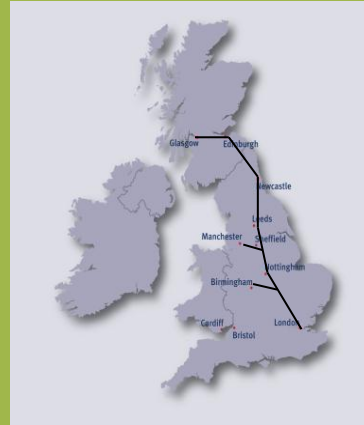 Glasgow
Edinburgh
Newcastle
Leeds
Manchester
Sheffield
Nottingham
Birmingham
Cardiff
Bristol
London